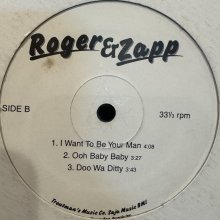 Roger & Zapp
SIDE B
33⅓ rpm
1. I Want To Be Your Man 4:08
2. Ooh Baby Baby 3:27
3. Doo Wa Ditty 3:43
Troutman's Music Co. Saja Music BMI